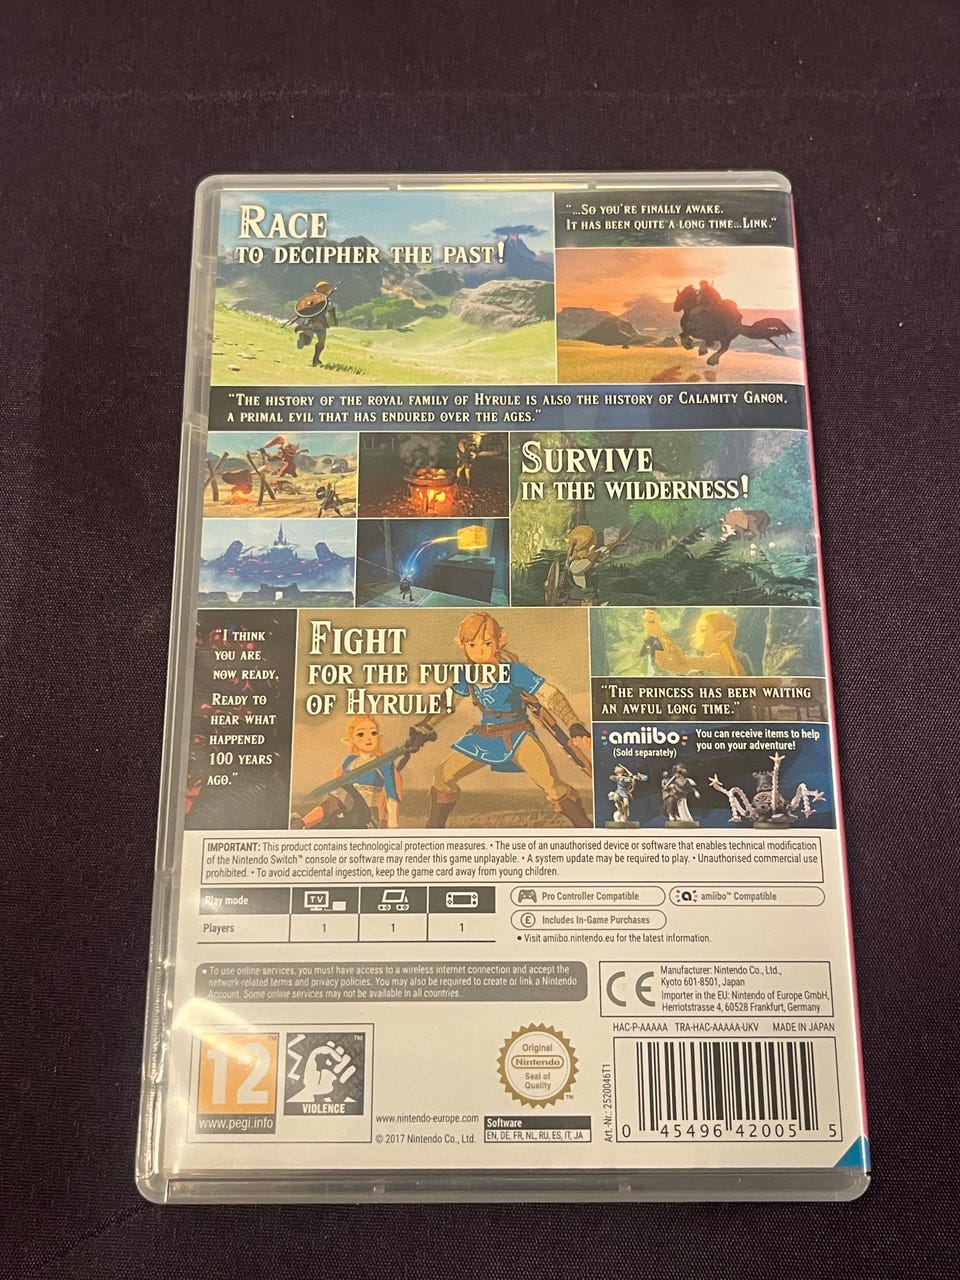 RACE
TO DECIPHER THE PAST!
"...SO YOU'RE FINALLY AWAKE.
IT HAS BEEN QUITE A LONG TIME...LINK."
"THE HISTORY OF THE ROYAL FAMILY OF HYRULE IS ALSO THE HISTORY OF CALAMITY GANON,
A PRIMAL EVIL THAT HAS ENDURED OVER THE AGES."
SURVIVE
IN THE WILDERNESS!
"I THINK
YOU ARE
NOW READY.
READY TO
HEAR WHAT
HAPPENED
100 YEARS
AGO."
FIGHT
FOR THE FUTURE
OF HYRULE!
"THE PRINCESS HAS BEEN WAITING
AN AWFUL LONG TIME."
amiibo
(Sold separately)
You can receive items to help
you on your adventure!
IMPORTANT: This product contains technological protection measures. • The use of an unauthorised device or software that enables technical modification
of the Nintendo Switch™ console or software may render this game unplayable. • A system update may be required to play. • Unauthorised commercial use
prohibited. • To avoid accidental ingestion, keep the game card away from young children.
Play mode
TV
Players
1
1
1
Pro Controller Compatible
amiibo™ Compatible
£ Includes In-Game Purchases
• Visit amiibo.nintendo.eu for the latest information.
• To use online services, you must have access to a wireless internet connection and accept the
network-related terms and privacy policies. You may also be required to create or link a Nintendo
Account. Some online services may not be available in all countries.
CE
Manufacturer: Nintendo Co., Ltd.,
Kyoto 601-8501, Japan
Importer in the EU: Nintendo of Europe GmbH,
Herriotstrasse 4, 60528 Frankfurt, Germany
HAC-P-AAAAA TRA-HAC-AAAAA-UKV MADE IN JAPAN
12
™
www.pegi.info
™
VIOLENCE
Original
Nintendo
Seal of
Quality
™
www.nintendo-europe.com
© 2017 Nintendo Co., Ltd.
Software
EN, DE, FR, NL, RU, ES, IT, JA
Art.-Nr.: 2520046T1
0 45496 42005 5